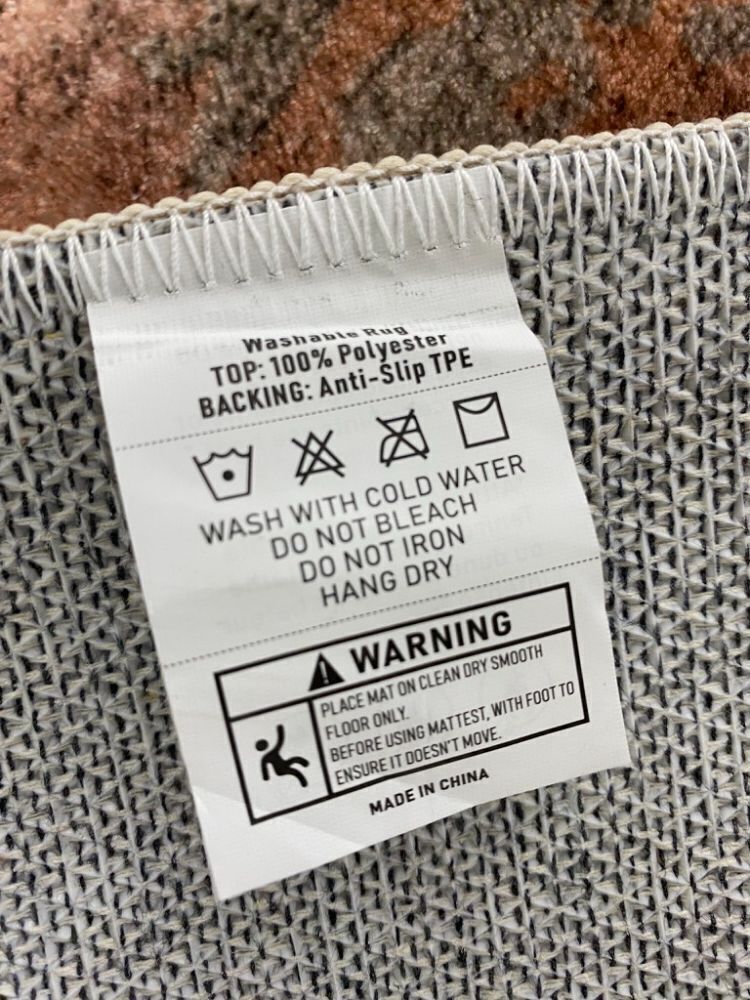 Washable Rug
TOP: 100% Polyester
BACKING: Anti-Slip TPE
WASH WITH COLD WATER
DO NOT BLEACH
DO NOT IRON
HANG DRY
WARNING
PLACE MAT ON CLEAN DRY SMOOTH
FLOOR ONLY.
BEFORE USING MATTEST, WITH FOOT TO
ENSURE IT DOESN'T MOVE.
MADE IN CHINA